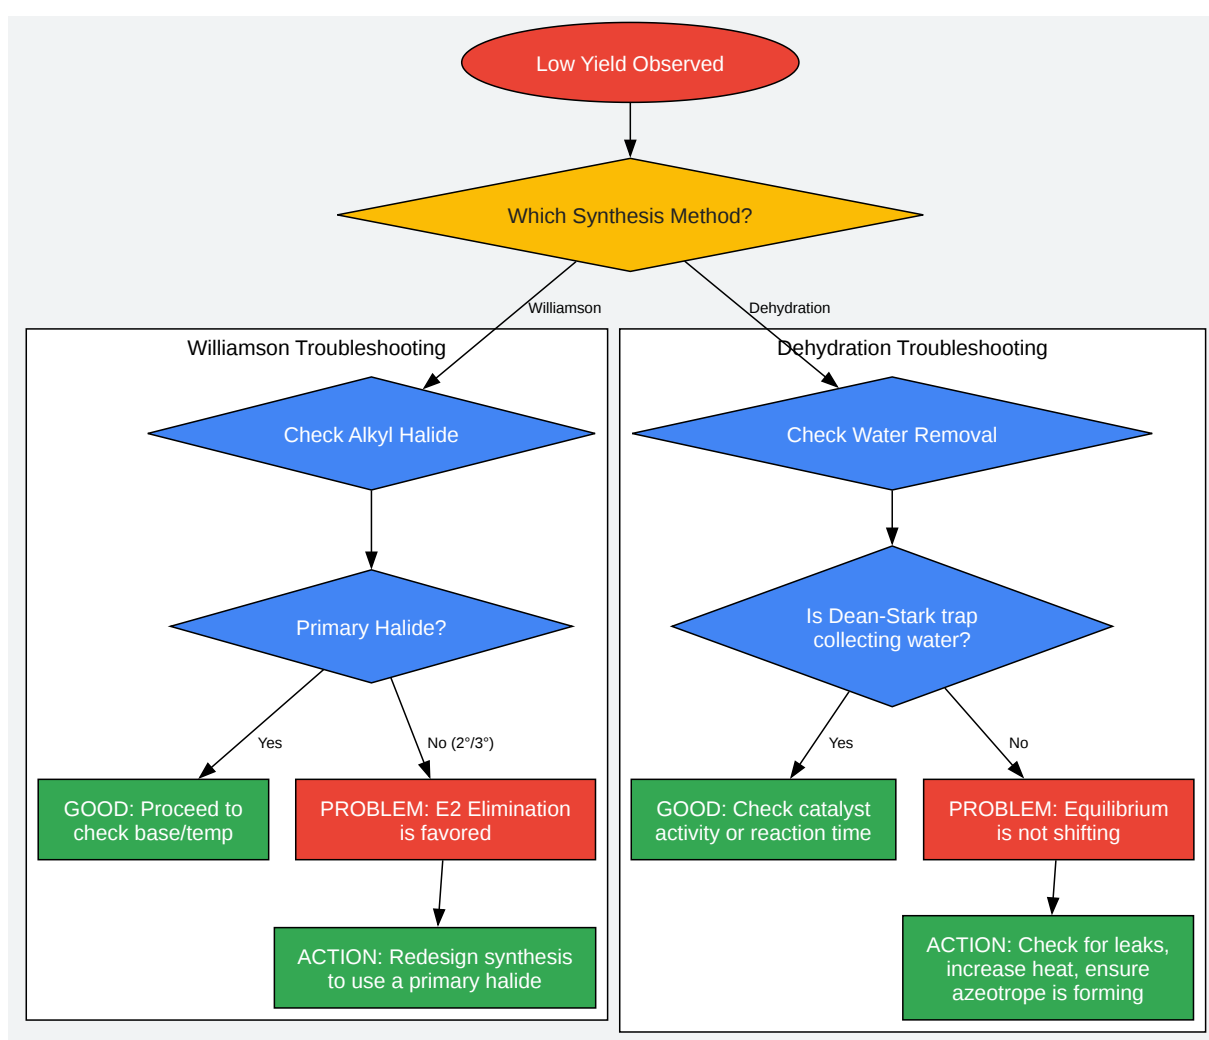 Low Yield Observed
Which Synthesis Method?
Williamson
Dehydration
Williamson Troubleshooting
Check Alkyl Halide
Primary Halide?
Yes
No (2°/3°)
GOOD: Proceed to
check base/temp
PROBLEM: E2 Elimination
is favored
ACTION: Redesign synthesis
to use a primary halide
Dehydration Troubleshooting
Check Water Removal
Is Dean-Stark trap
collecting water?
Yes
No
GOOD: Check catalyst
activity or reaction time
PROBLEM: Equilibrium
is not shifting
ACTION: Check for leaks,
increase heat, ensure
azeotrope is forming